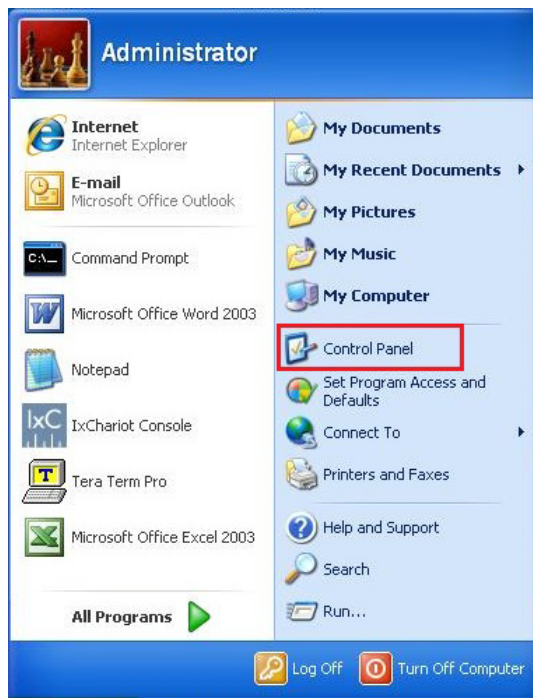 Administrator
Internet
Internet Explorer
E-mail
Microsoft Office Outlook
C:\_
Command Prompt
W
Microsoft Office Word 2003
Notepad
IxC
IxChariot Console
T
Tera Term Pro
X
Microsoft Office Excel 2003
All Programs
My Documents
My Recent Documents
My Pictures
My Music
My Computer
Control Panel
Set Program Access and
Defaults
Connect To
Printers and Faxes
Help and Support
Search
Run...
Log Off
Turn Off Computer